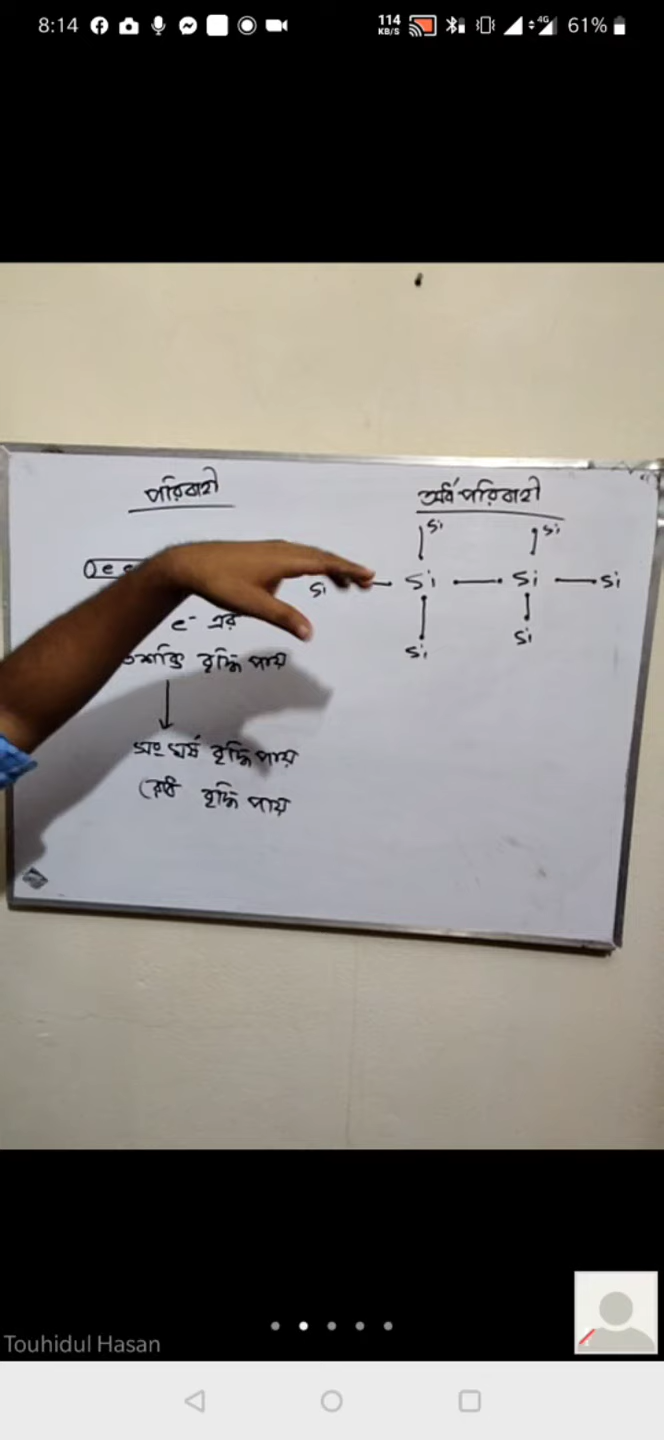 8:14
114
KB/S
4G
61%
পরিবাহী
e e
e- এর
বৃদ্ধি পায়
সংঘর্ষ বৃদ্ধি পায়
রোধ বৃদ্ধি পায়
অর্ধপরিবাহী
Si Si
Si Si Si Si
Si Si
Touhidul Hasan